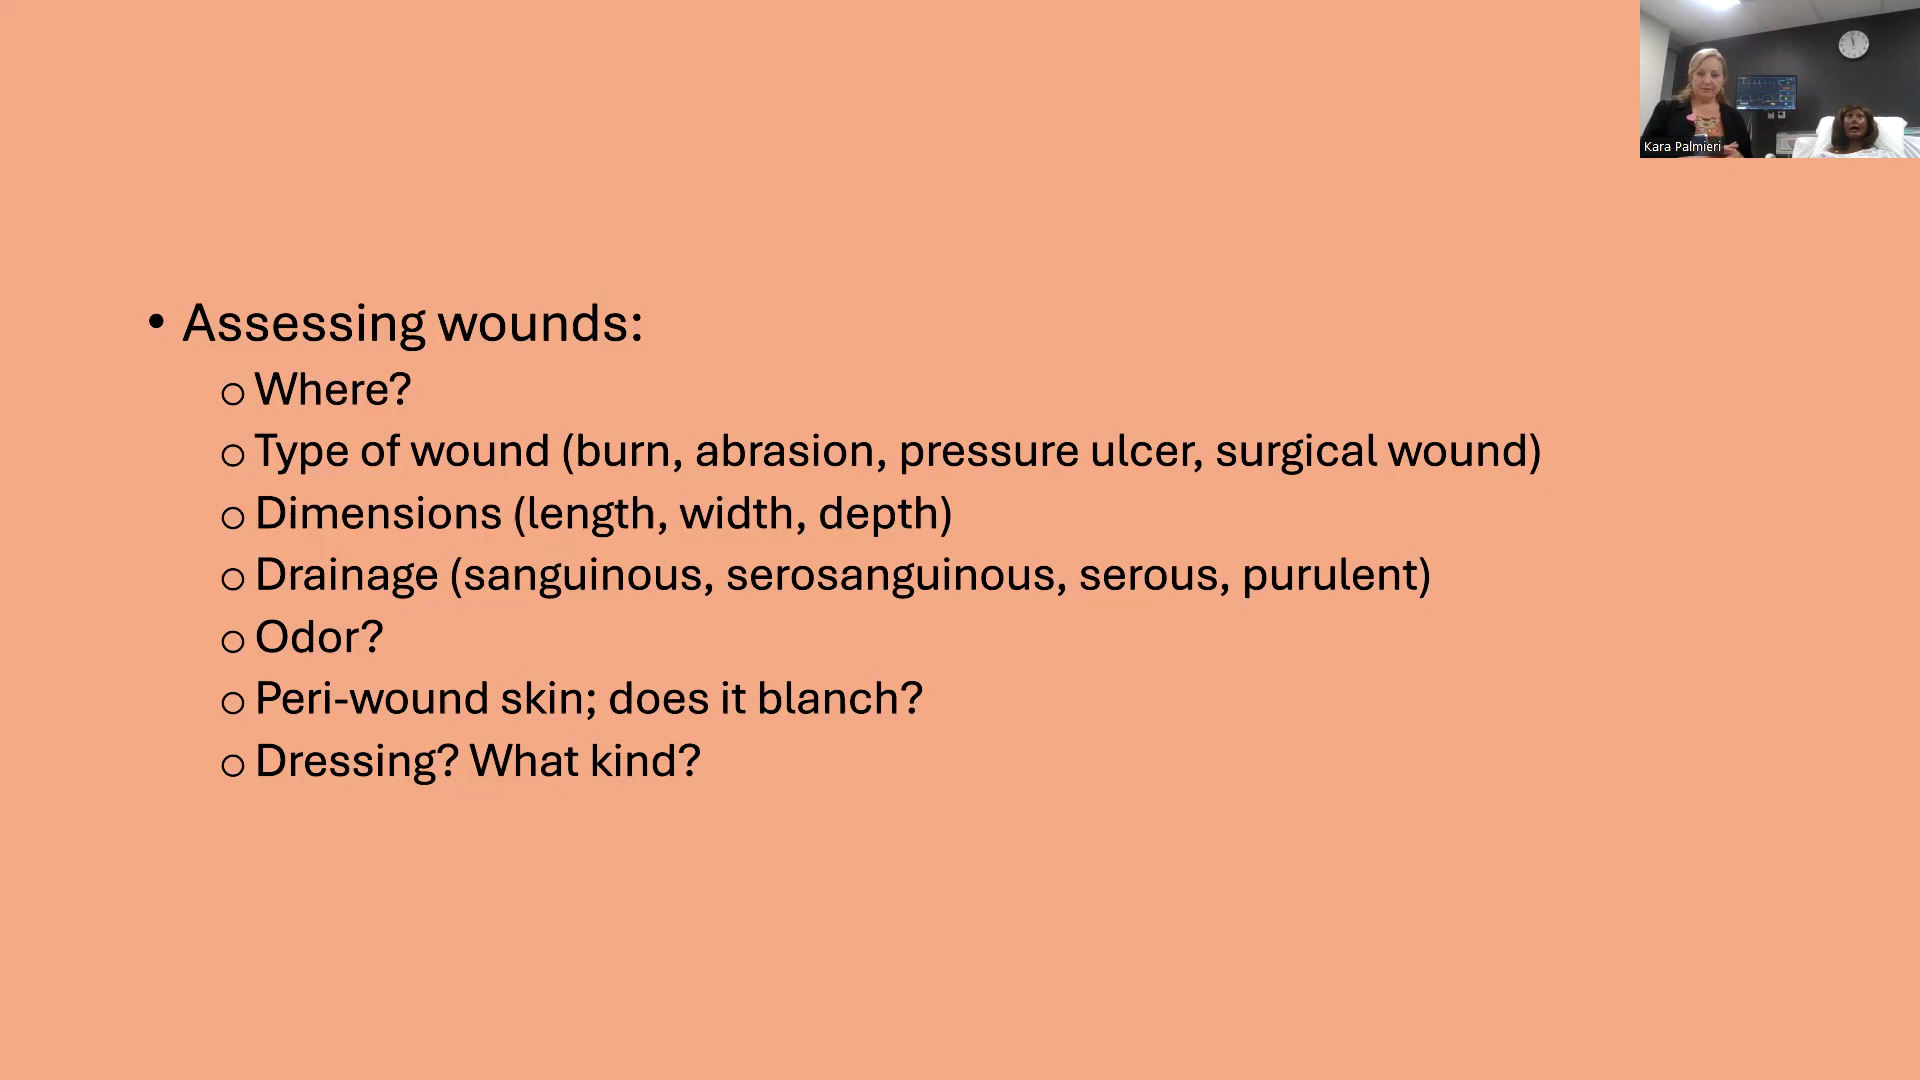 Kara Palmieri
• Assessing wounds:
o Where?
o Type of wound (burn, abrasion, pressure ulcer, surgical wound)
o Dimensions (length, width, depth)
o Drainage (sanguinous, serosanguinous, serous, purulent)
o Odor?
o Peri-wound skin; does it blanch?
o Dressing? What kind?